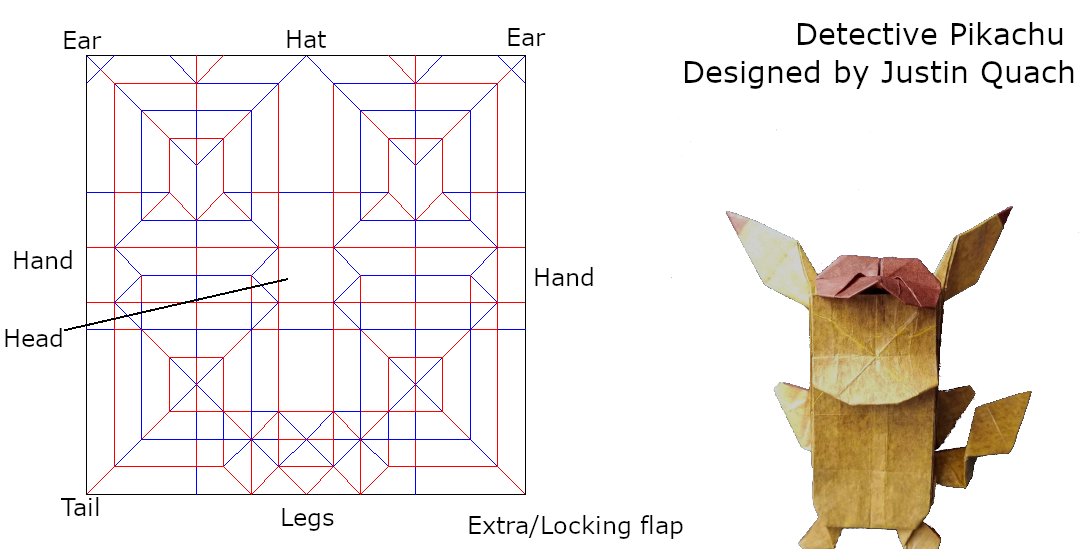 Ear
Hat
Ear
Detective Pikachu
Designed by Justin Quach
Hand
Hand
Head
Tail
Legs
Extra/Locking flap